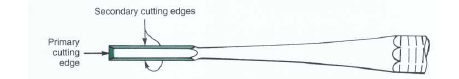 Secondary cutting edges
Primary
cutting
edge